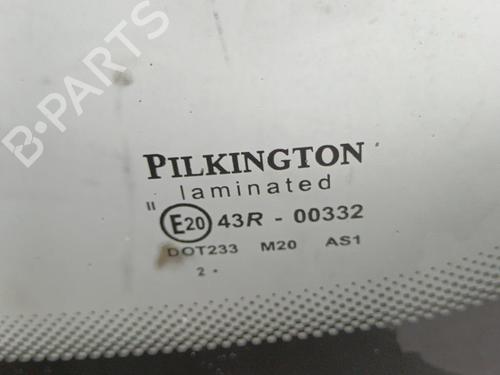 B-PARTS
PILKINGTON
laminated
II
E20 43R - 00332
DOT233 M20 AS1
2 .